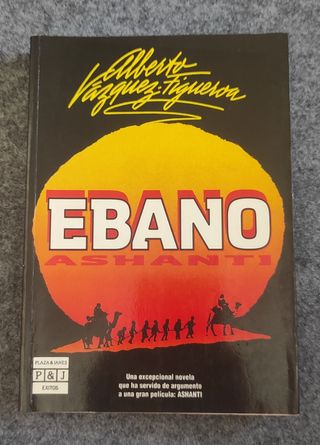 Alberto
Vázquez-Figueroa
EBANO
ASHANTI
Una excepcional novela
que ha servido de argumento
a una gran película: ASHANTI
PLAZA & JANES
P&J
EXITOS